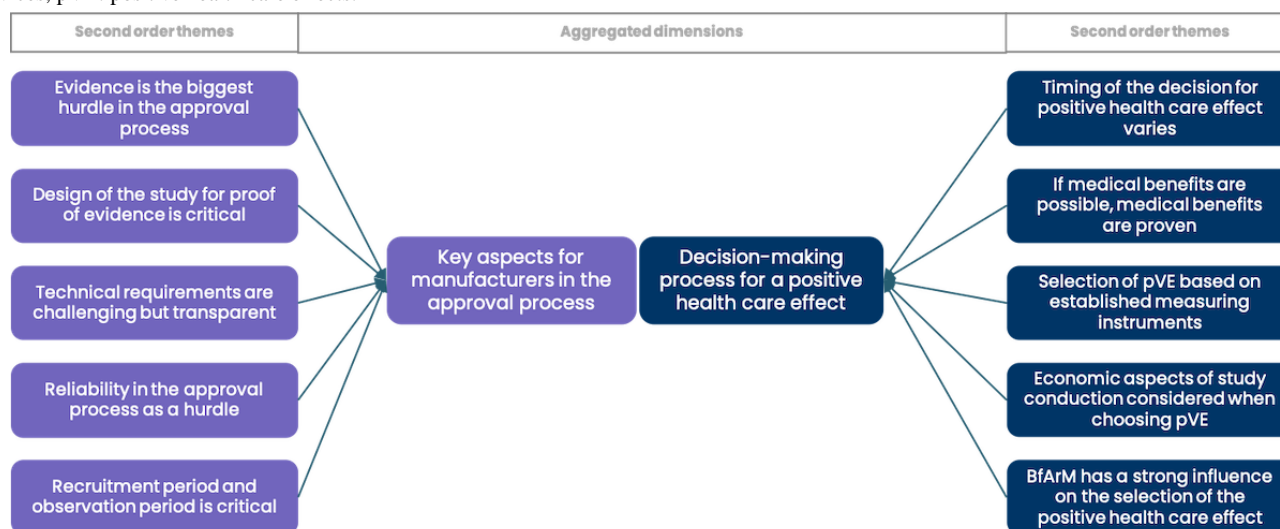 Second order themes
Aggregated dimensions
Second order themes
Evidence is the biggest
hurdle in the approval
process
Design of the study for proof
of evidence is critical
Technical requirements are
challenging but transparent
Reliability in the approval
process as a hurdle
Recruitment period and
observation period is critical
Key aspects for
manufacturers in the
approval process
Decision-making
process for a positive
health care effect
Timing of the decision for
positive health care effect
varies
If medical benefits are
possible, medical benefits
are proven
Selection of pVE based on
established measuring
instruments
Economic aspects of study
conduction considered when
choosing pVE
BfArM has a strong influence
on the selection of the
positive health care effect